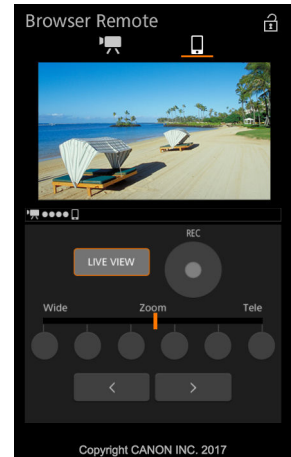 Browser Remote
REC
LIVE VIEW
Wide Zoom Tele
Copyright CANON INC. 2017